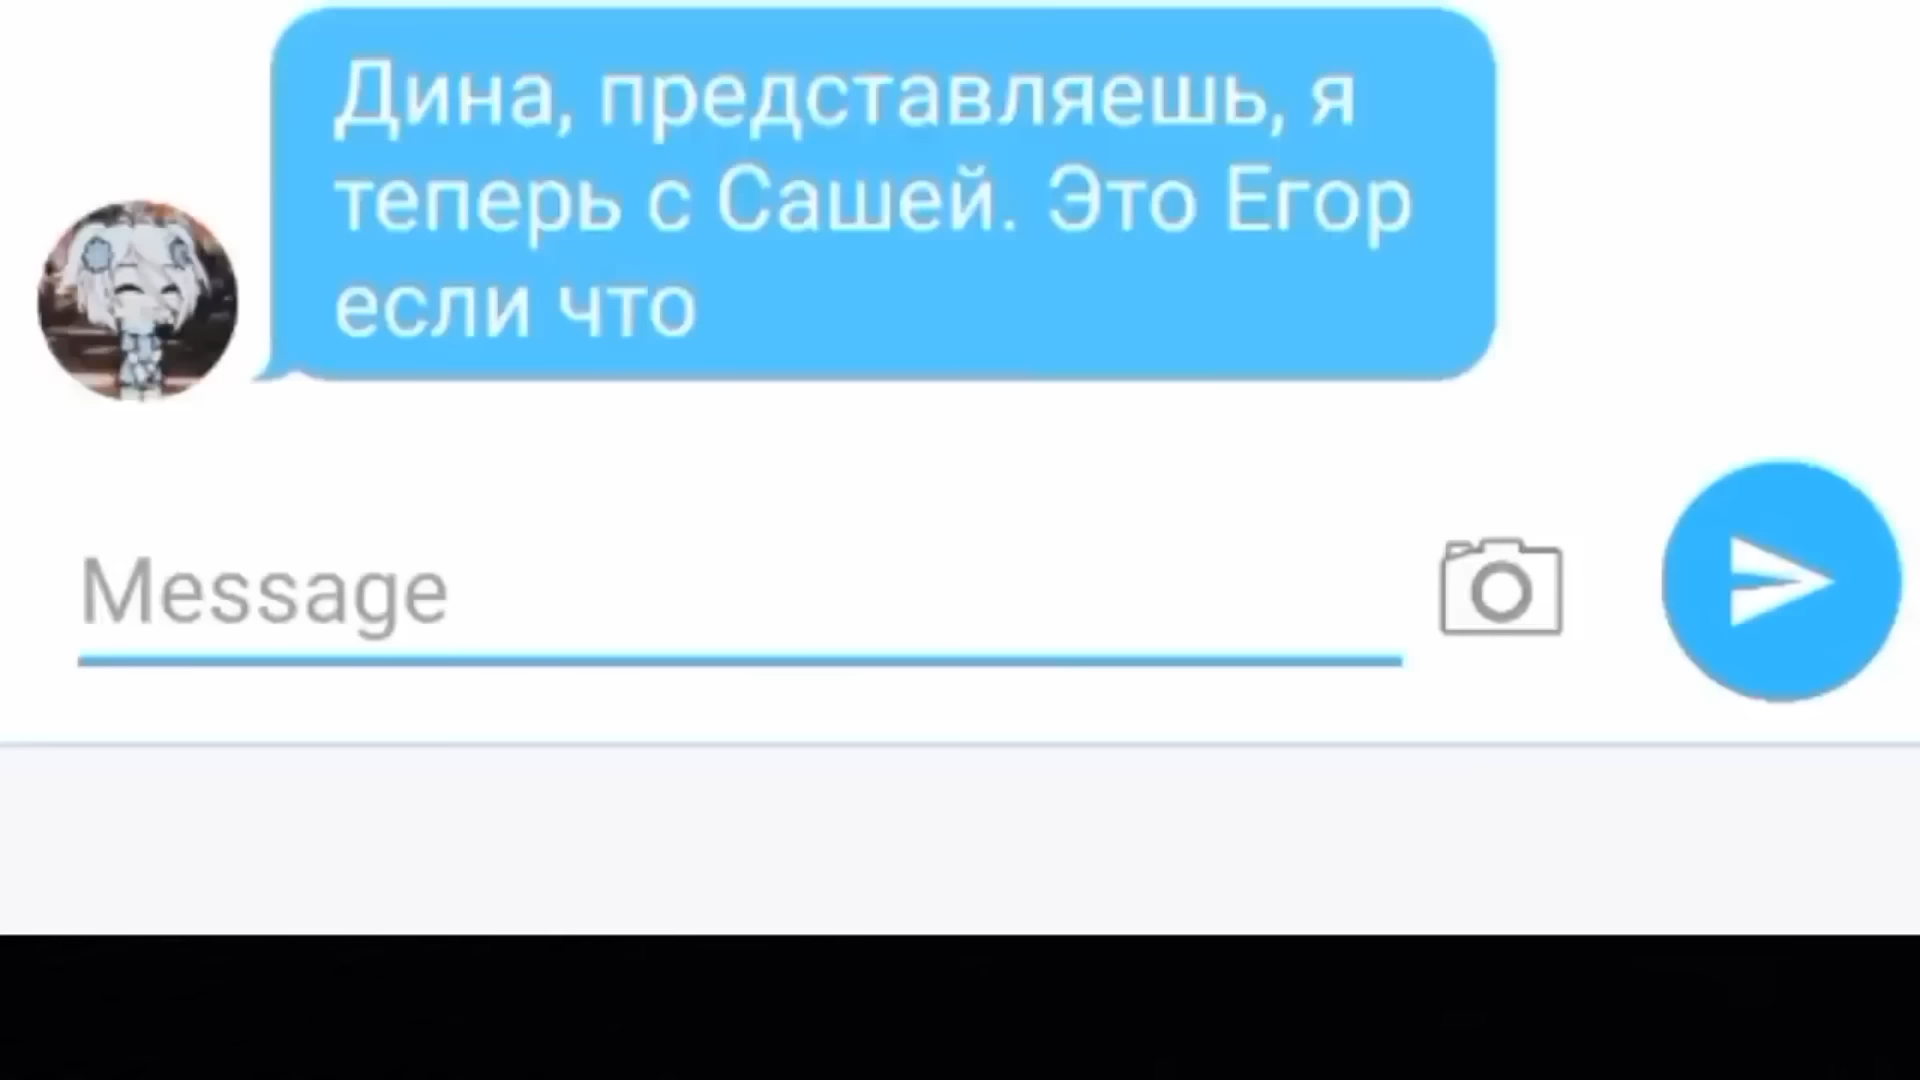 Дина, представляешь, я
теперь с Сашей. Это Егор
если что
Message